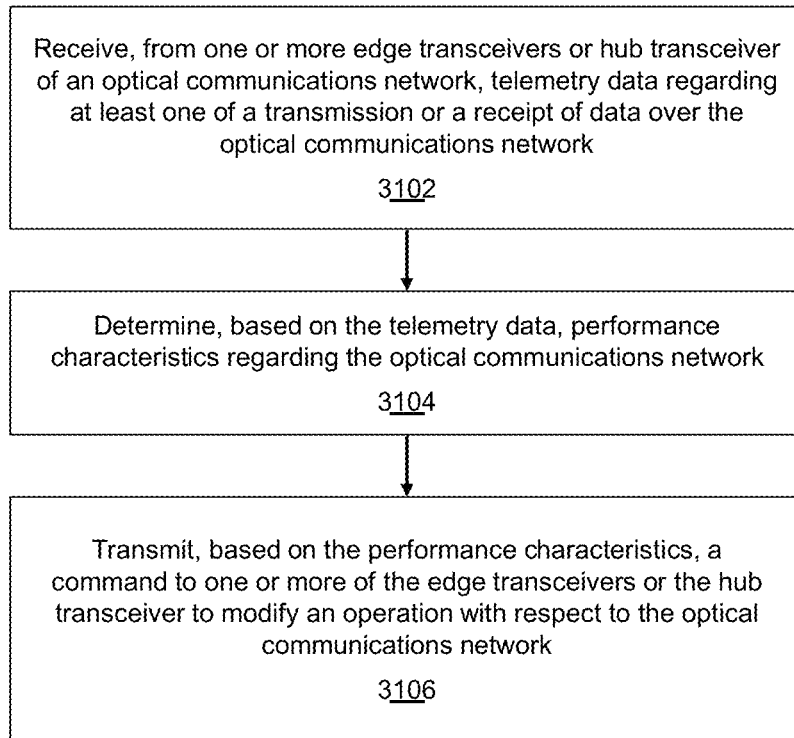 Receive, from one or more edge transceivers or hub transceiver
of an optical communications network, telemetry data regarding
at least one of a transmission or a receipt of data over the
optical communications network
3102
Determine, based on the telemetry data, performance
characteristics regarding the optical communications network
3104
Transmit, based on the performance characteristics, a
command to one or more of the edge transceivers or the hub
transceiver to modify an operation with respect to the optical
communications network
3106